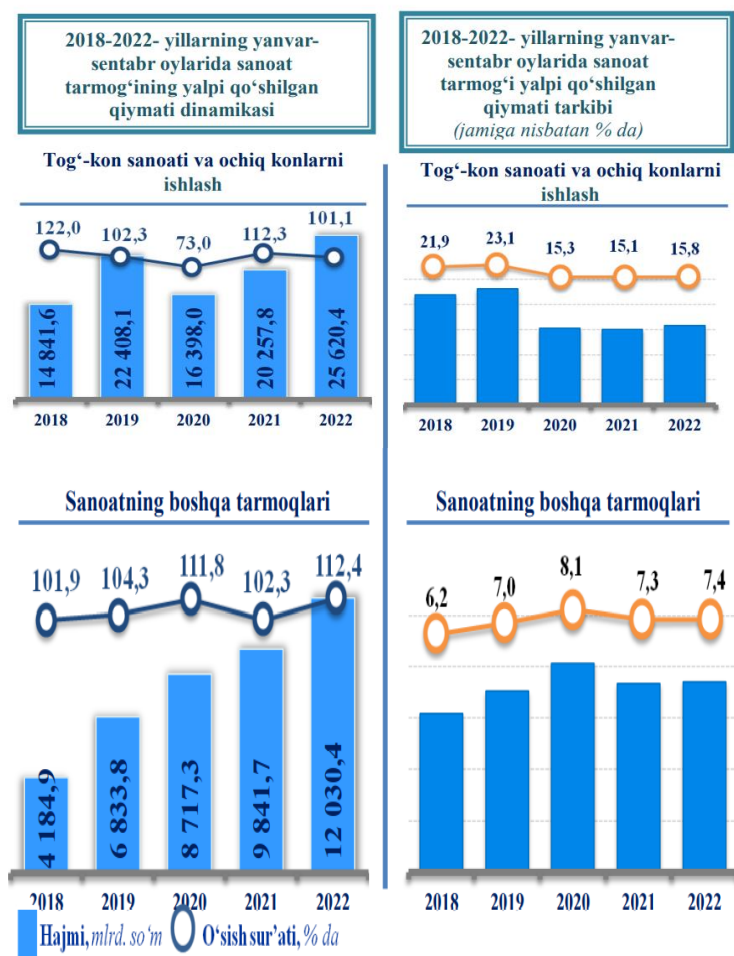 2018-2022- yillarning yanvar-
sentabr oylarida sanoat
tarmog‘ining yalpi qo‘shilgan
qiymati dinamikasi
Tog‘-kon sanoati va ochiq konlarni
ishlash
122,0 102,3 73,0 112,3 101,1
14 841,6 22 408,1 16 398,0 20 257,8 25 620,4
2018 2019 2020 2021 2022
Sanoatning boshqa tarmoqlari
101,9 104,3 111,8 102,3 112,4
4 184,9 6 833,8 8 717,3 9 841,7 12 030,4
2018 2019 2020 2021 2022
Hajmi, mlrd. so‘m O‘sish sur’ati, % da
2018-2022- yillarning yanvar-
sentabr oylarida sanoat
tarmog‘i yalpi qo‘shilgan
qiymati tarkibi
(jamiga nisbatan % da)
Tog‘-kon sanoati va ochiq konlarni
ishlash
21,9 23,1 15,3 15,1 15,8
2018 2019 2020 2021 2022
Sanoatning boshqa tarmoqlari
6,2 7,0 8,1 7,3 7,4
2018 2019 2020 2021 2022